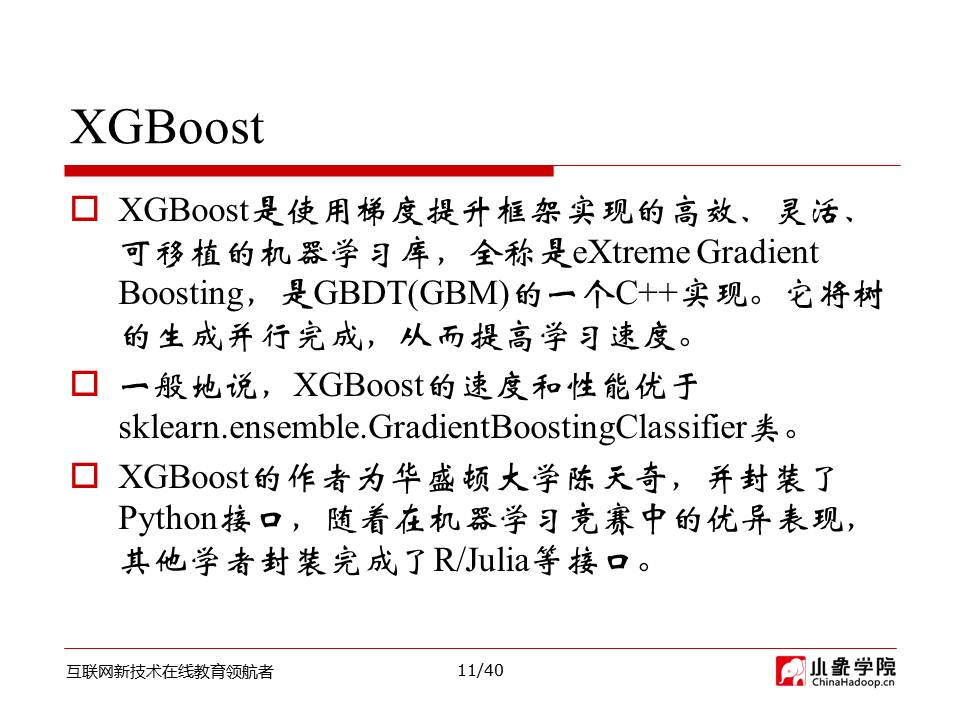 XGBoost
XGBoost是使用梯度提升框架实现的高效、灵活、
可移植的机器学习库，全称是eXtreme Gradient
Boosting，是GBDT(GBM)的一个C++实现。它将树
的生成并行完成，从而提高学习速度。
一般地说，XGBoost的速度和性能优于
sklearn.ensemble.GradientBoostingClassifier类。
XGBoost的作者为华盛顿大学陈天奇，并封装了
Python接口，随着在机器学习竞赛中的优异表现，
其他学者封装完成了R/Julia等接口。
互联网新技术在线教育领航者
11/40
小象学院
ChinaHadoop.cn